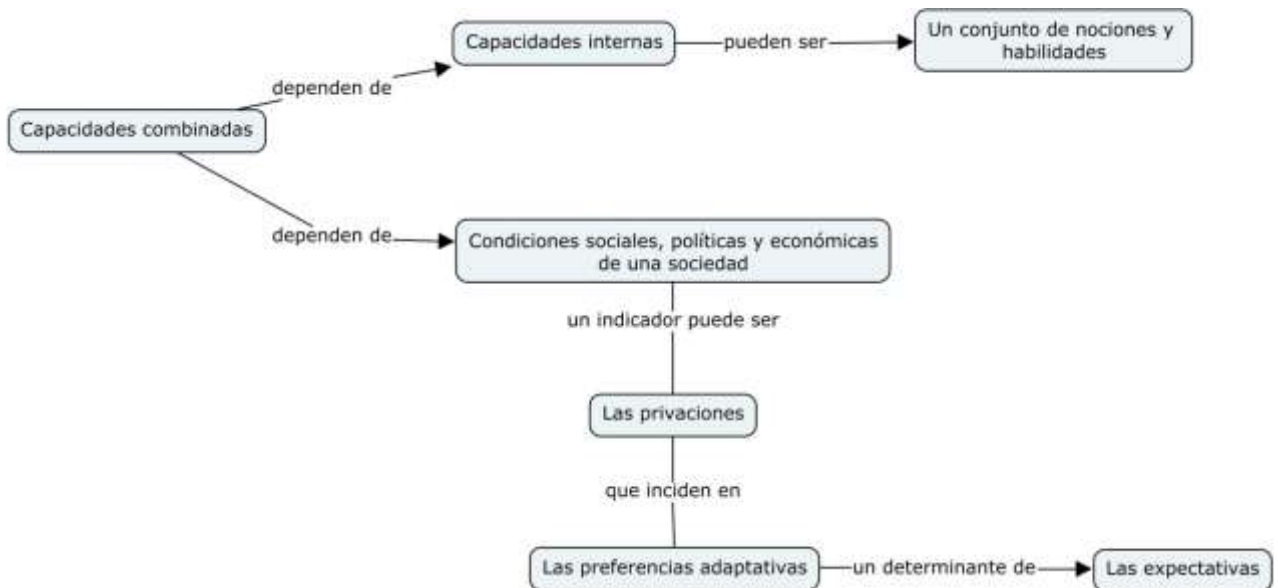 Capacidades internas
pueden ser
Un conjunto de nociones y
habilidades
dependen de
Capacidades combinadas
dependen de
Condiciones sociales, políticas y económicas
de una sociedad
un indicador puede ser
Las privaciones
que inciden en
Las preferencias adaptativas
un determinante de
Las expectativas